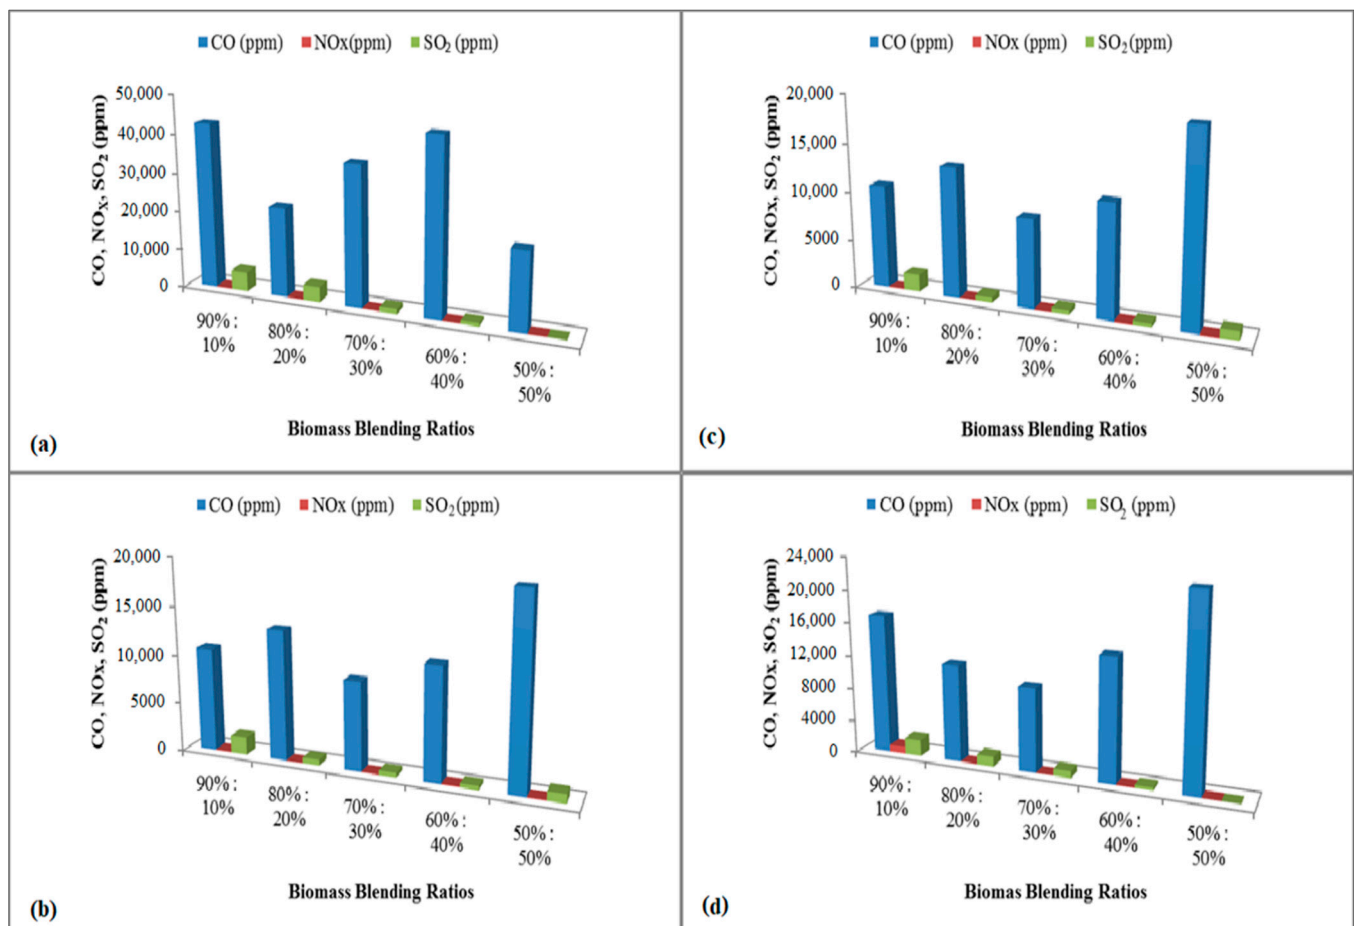 CO (ppm) NOx(ppm) SO₂ (ppm)
CO, NOX, SO₂ (ppm)
50,000
40,000
30,000
20,000
10,000
0
90% : 80% : 70% : 60% : 50% :
10% 20% 30% 40% 50%
Biomass Blending Ratios
(a)
CO (ppm) NOx (ppm) SO₂(ppm)
CO, NOx, SO₂ (ppm)
20,000
15,000
10,000
5000
0
90% : 80% : 70% : 60% : 50% :
10% 20% 30% 40% 50%
Biomass Blending Ratios
(c)
CO (ppm) NOx (ppm) SO₂(ppm)
CO, NOx, SO₂ (ppm)
20,000
15,000
10,000
5000
0
90% : 80% : 70% : 60% : 50% :
10% 20% 30% 40% 50%
Biomass Blending Ratios
(b)
CO (ppm) NOx (ppm) SO₂ (ppm)
CO, NOx, SO₂ (ppm)
24,000
20,000
16,000
12,000
8000
4000
0
90% : 80% : 70% : 60% : 50% :
10% 20% 30% 40% 50%
Biomas Blending Ratios
(d)